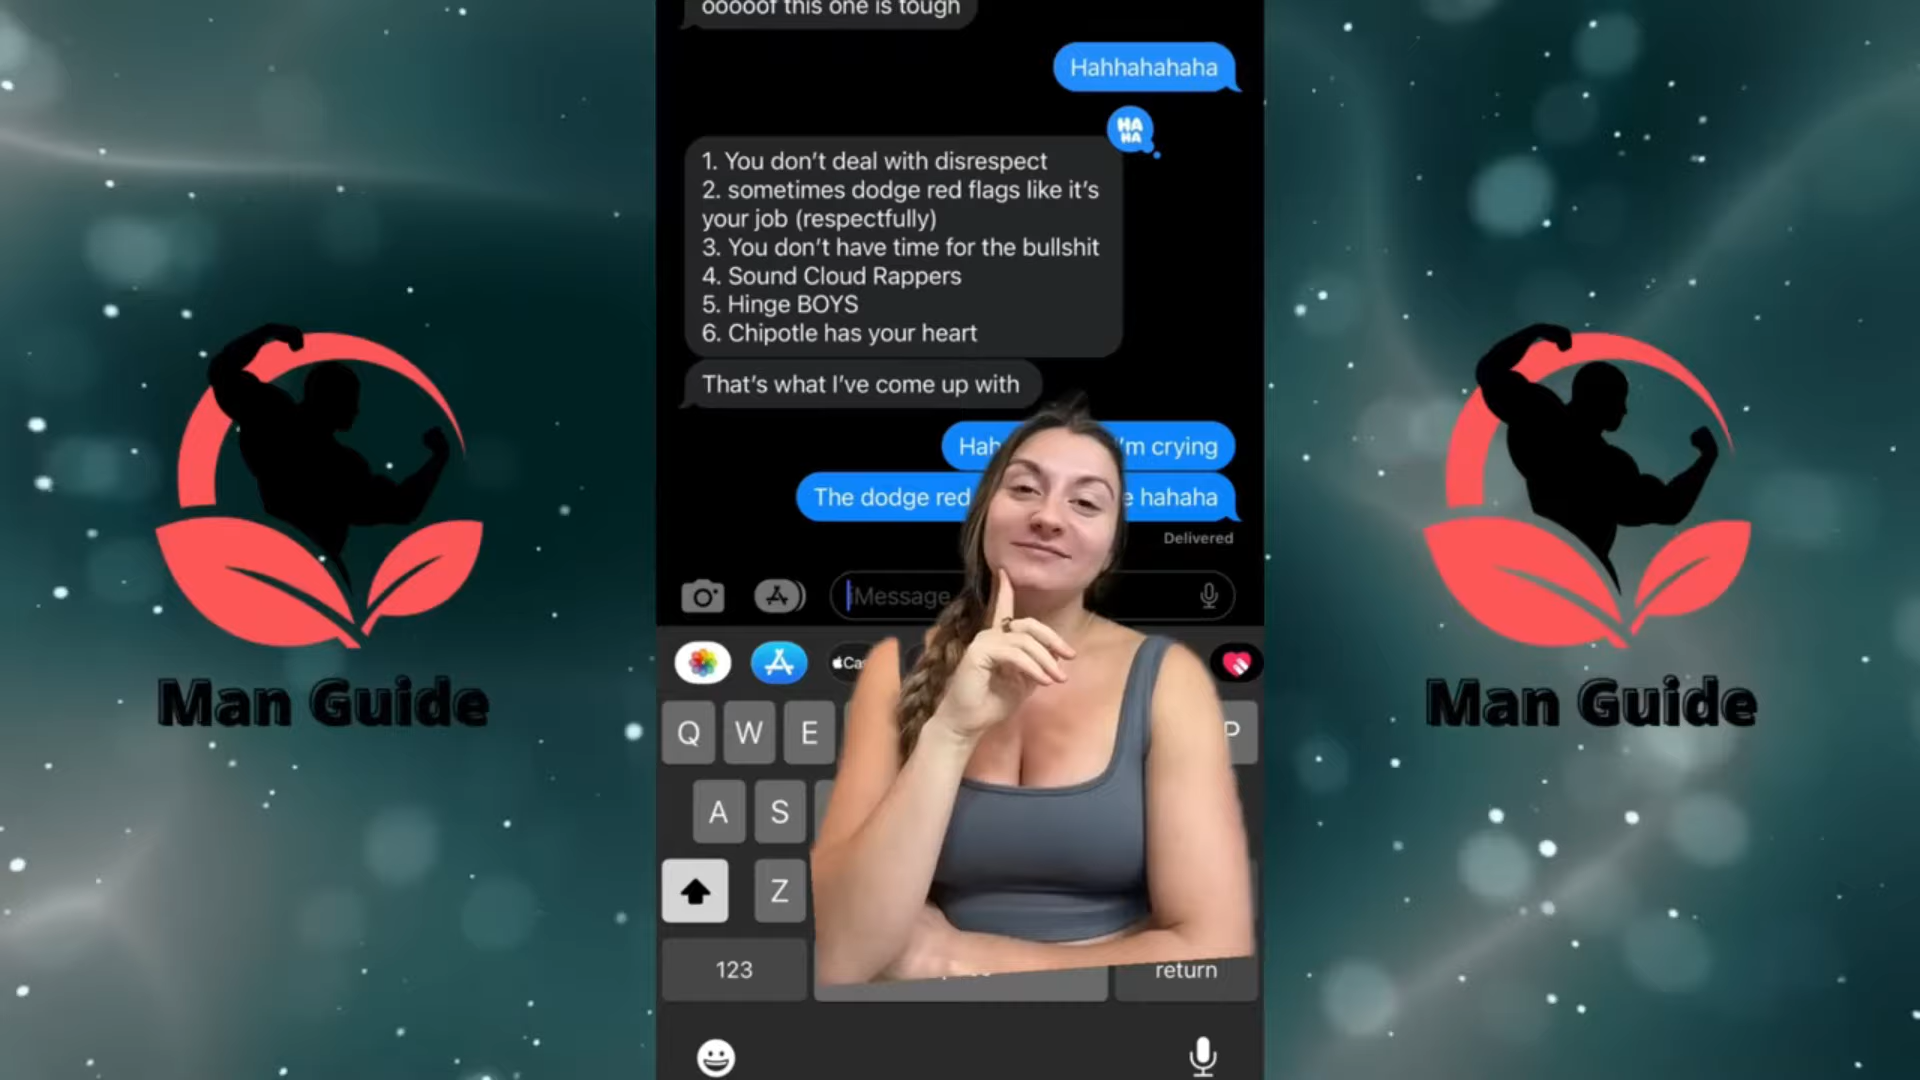 ooooof this one is tough
Hahhahahaha
HA
HA
1. You don't deal with disrespect
2. sometimes dodge red flags like it's
your job (respectfully)
3. You don't have time for the bullshit
4. Sound Cloud Rappers
5. Hinge BOYS
6. Chipotle has your heart
That's what I've come up with
'm crying
The dodge red hahaha
Delivered
iMessage
Q W E P
A S
Z
123 return
Man Guide
Man Guide